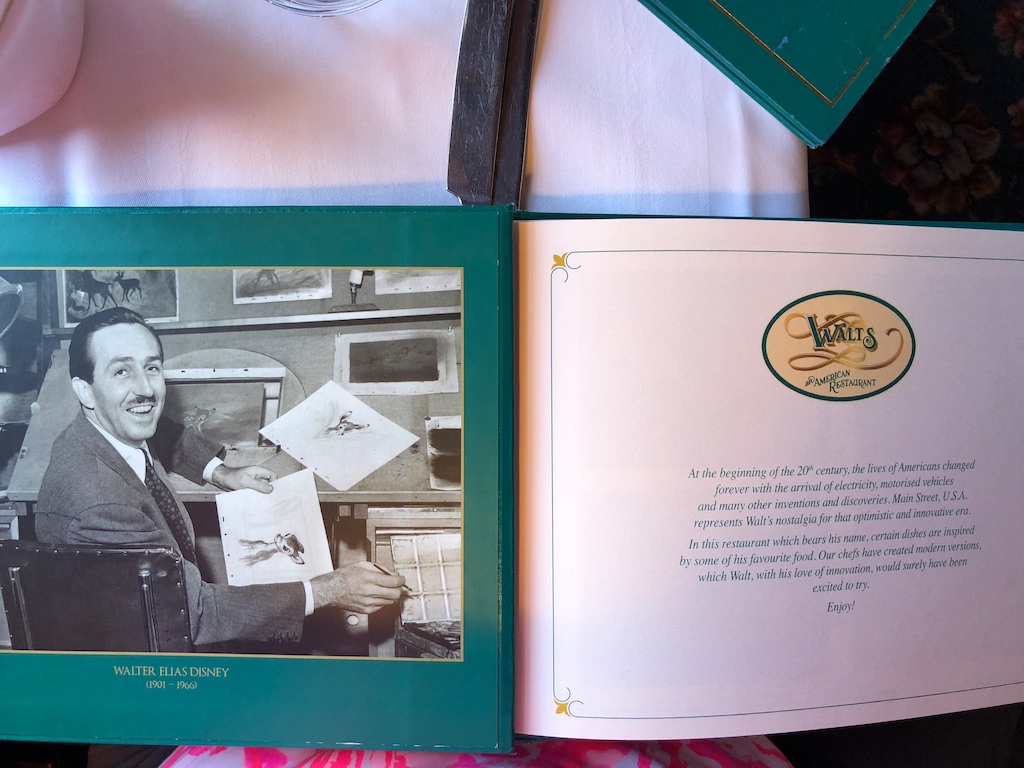 WALTER ELIAS DISNEY
(1901 – 1966)
WALT'S
an AMERICAN
RESTAURANT
At the beginning of the 20th century, the lives of Americans changed
forever with the arrival of electricity, motorised vehicles
and many other inventions and discoveries. Main Street, U.S.A.
represents Walt's nostalgia for that optimistic and innovative era.
In this restaurant which bears his name, certain dishes are inspired
by some of his favourite food. Our chefs have created modern versions,
which Walt, with his love of innovation, would surely have been
excited to try.
Enjoy!